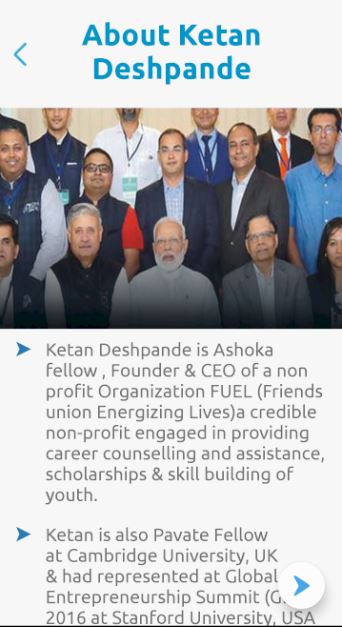 About Ketan
Deshpande
Ketan Deshpande is Ashoka
fellow , Founder & CEO of a non
profit Organization FUEL (Friends
union Energizing Lives)a credible
non-profit engaged in providing
career counselling and assistance,
scholarships & skill building of
youth.
Ketan is also Pavate Fellow
at Cambridge University, UK
& had represented at Global
Entrepreneurship Summit
2016 at Stanford University, USA